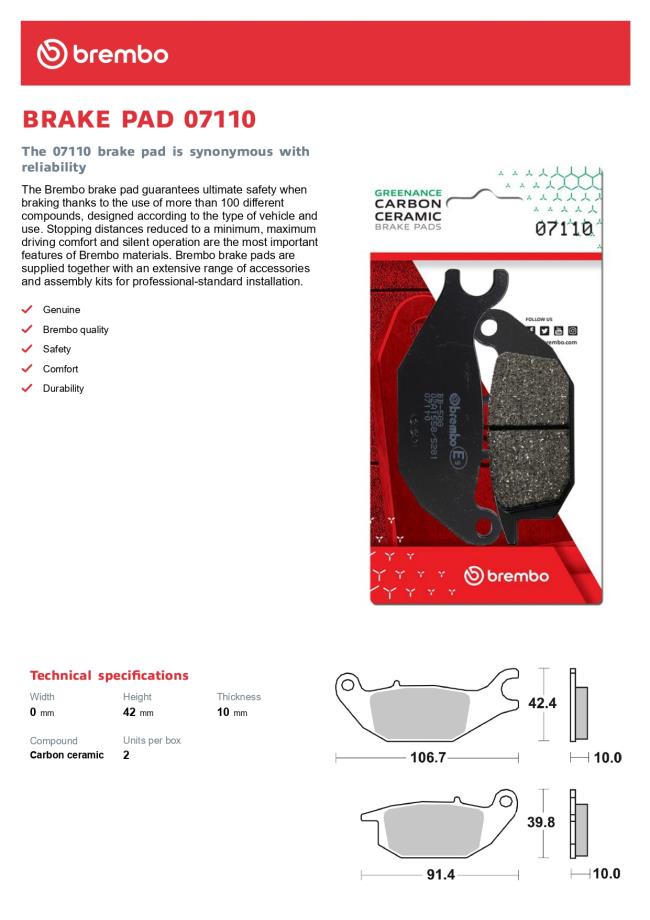 brembo
BRAKE PAD 07110
The 07110 brake pad is synonymous with
reliability
The Brembo brake pad guarantees ultimate safety when
braking thanks to the use of more than 100 different
compounds, designed according to the type of vehicle and
use. Stopping distances reduced to a minimum, maximum
driving comfort and silent operation are the most important
features of Brembo materials. Brembo brake pads are
supplied together with an extensive range of accessories
and assembly kits for professional-standard installation.
Genuine
Brembo quality
Safety
Comfort
Durability
GREENANCE
CARBON
CERAMIC
BRAKE PADS
07110
FOLLOW US
brembo
07110
E9
brembo
Technical specifications
Width Height Thickness
0 mm 42 mm 10 mm
Compound Units per box
Carbon ceramic 2
42.4
106.7
10.0
39.8
91.4
10.0